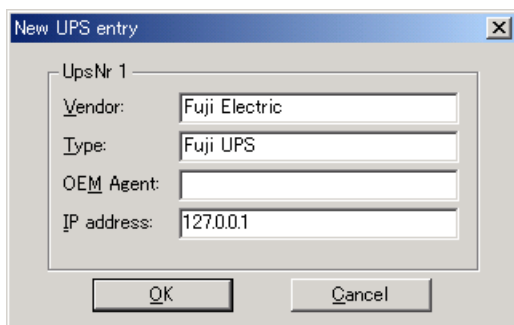 New UPS entry
UpsNr 1
Vendor: Fuji Electric
Type: Fuji UPS
OEM Agent:
IP address: 127.0.0.1
OK Cancel